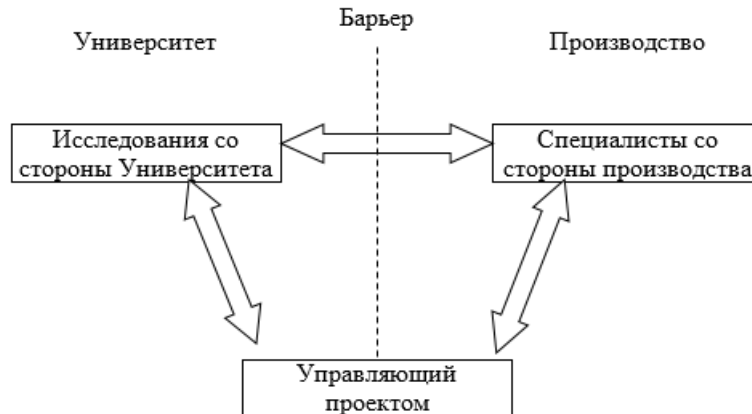 Барьер
Университет
Производство
Исследования со
стороны Университета
Специалисты со
стороны производства
Управляющий
проектом